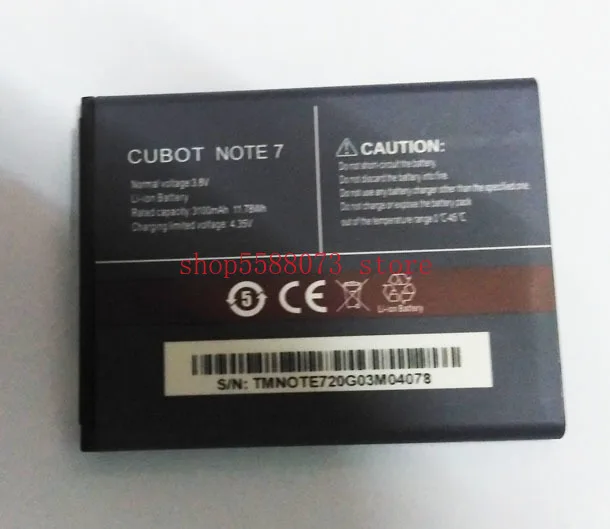 CUBOT NOTE 7
Normal voltage: 3.8V
Li-ion Battery
Rated capacity: 3100mAh 11.78Wh
Charging limited voltage: 4.35V
CAUTION:
Do not short circuit the battery.
Do not discard the battery into fire.
Do not use any battery charger other than the specified one.
Do not charge or expose the battery pack
out of the temperature range 0℃-45℃
shop5588073 store
5
CE
Li-ion Battery
S/N: TMNOTE720G03M04078